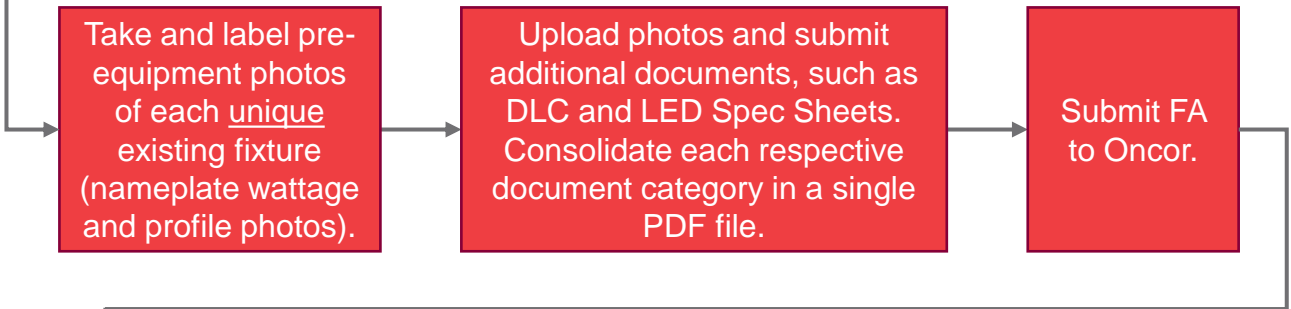 Take and label pre-
equipment photos
of each unique
existing fixture
(nameplate wattage
and profile photos).
Upload photos and submit
additional documents, such as
DLC and LED Spec Sheets.
Consolidate each respective
document category in a single
PDF file.
Submit FA
to Oncor.